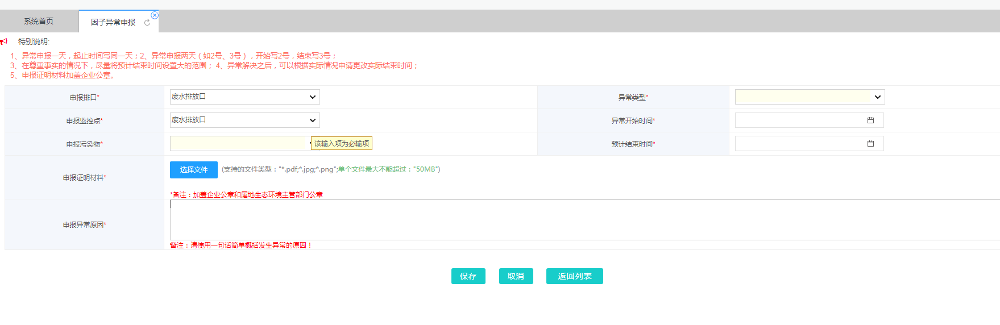 系统首页
因子异常申报
特别说明:
1、异常申报一天，起止时间写同一天；2、异常申报两天（如2号、3号），开始写2号，结束写3号；
3、在尊重事实的情况下，尽量将预计结束时间设置大的范围； 4、异常解决之后，可以根据实际情况申请更改实际结束时间；
5、申报证明材料加盖企业公章。
申报排口*
废水排放口
异常类型*
申报监控点*
废水排放口
异常开始时间*
申报污染物*
该输入项为必输项
预计结束时间*
申报证明材料*
选择文件
(支持的文件类型："*.pdf;*.jpg;*.png";单个文件最大不能超过："50MB")
*备注：加盖企业公章和属地生态环境主管部门公章
申报异常原因*
备注：请使用一句话简单概括发生异常的原因！
保存
取消
返回列表